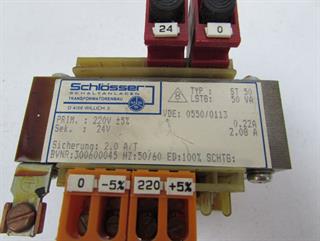 24 0
Schlösser
SCHALTANLAGEN
TRANSFORMATORENBAU
D 4156 WILLICH 3
TYP : ST 50
LSTG: 50 VA
VDE: 0550/0113
PRIM. : 220V ±5% 0.22A
Sek. : 24V 2.08 A
Sicherung: 2.0 A/T
BVNR:300600045 HZ:50/60 ED:100% SCHTB:
0 -5% 220 +5%